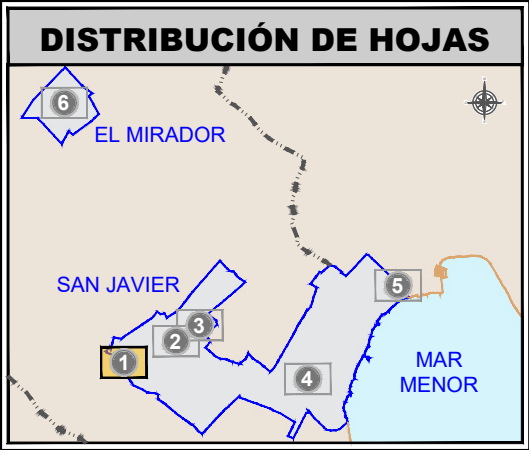 DISTRIBUCIÓN DE HOJAS
6
EL MIRADOR
SAN JAVIER
5
3
2
1
4
MAR
MENOR